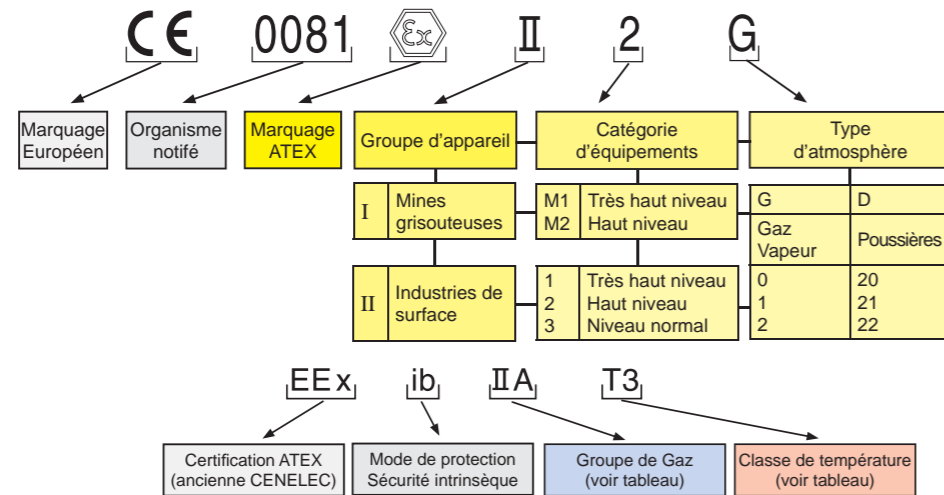 CE 0081 Ex II 2 G
Marquage Européen
Organisme notifé
Marquage ATEX
Groupe d'appareil
Catégorie d'équipements
Type d'atmosphère
I Mines grisouteuses
M1 Très haut niveau
M2 Haut niveau
G D
Gaz Vapeur Poussières
II Industries de surface
1 Très haut niveau
2 Haut niveau
3 Niveau normal
0 20
1 21
2 22
EEx ib IIA T3
Certification ATEX (ancienne CENELEC)
Mode de protection Sécurité intrinsèque
Groupe de Gaz (voir tableau)
Classe de température (voir tableau)